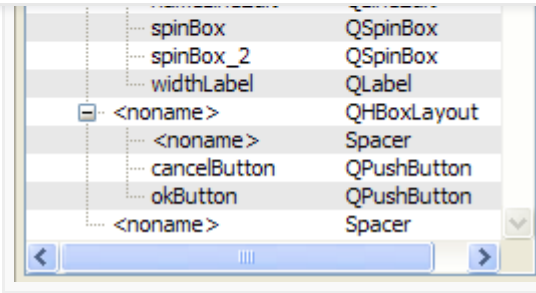 spinBox QSpinBox
spinBox_2 QSpinBox
widthLabel QLabel
<noname> QHBoxLayout
<noname> Spacer
cancelButton QPushButton
okButton QPushButton
<noname> Spacer